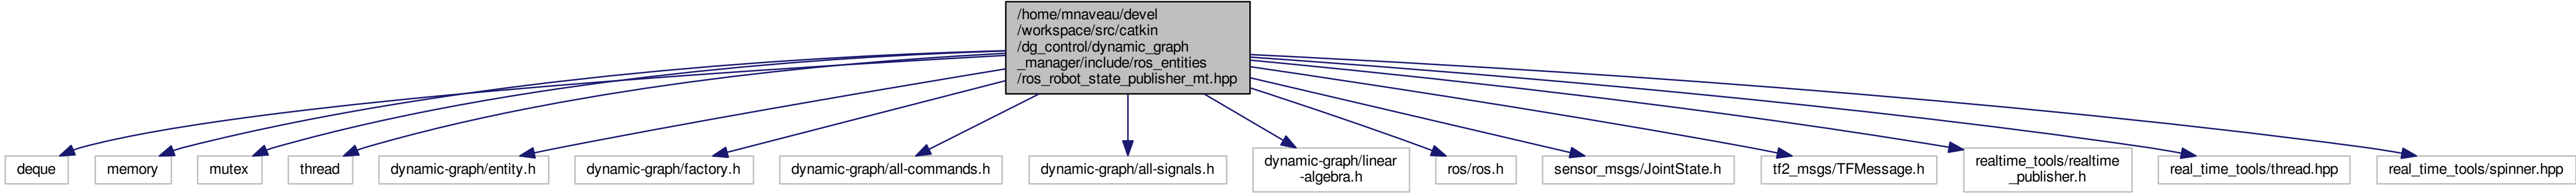 /home/mnaveau/devel
/workspace/src/catkin
/dg_control/dynamic_graph
_manager/include/ros_entities
/ros_robot_state_publisher_mt.hpp
deque
memory
mutex
thread
dynamic-graph/entity.h
dynamic-graph/factory.h
dynamic-graph/all-commands.h
dynamic-graph/all-signals.h
dynamic-graph/linear
-algebra.h
ros/ros.h
sensor_msgs/JointState.h
tf2_msgs/TFMessage.h
realtime_tools/realtime
_publisher.h
real_time_tools/thread.hpp
real_time_tools/spinner.hpp